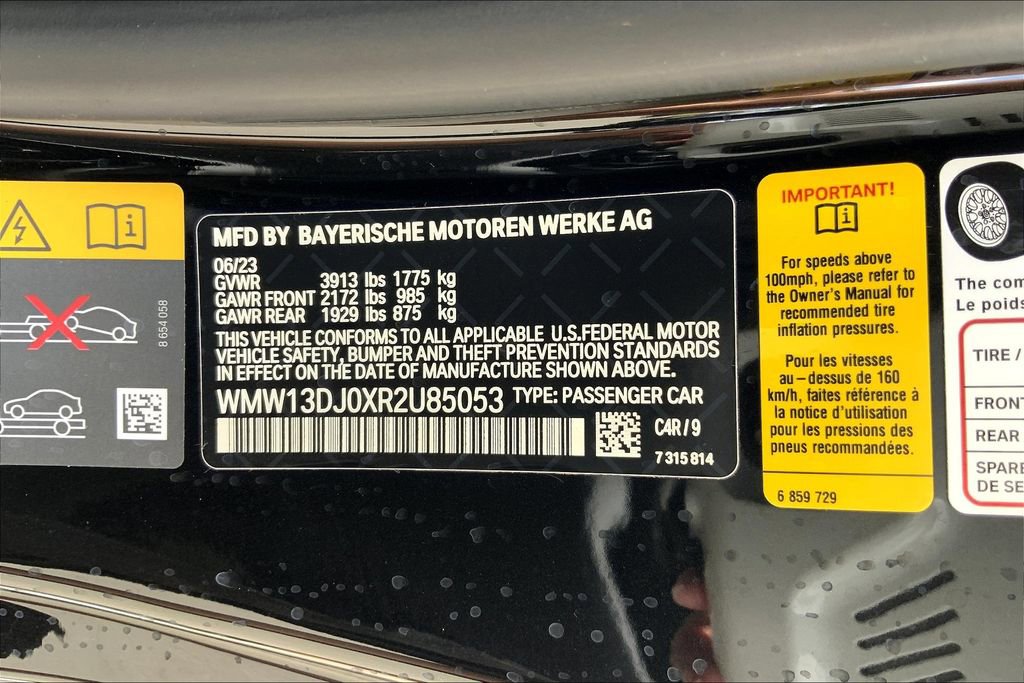 8 654 058
MFD BY BAYERISCHE MOTOREN WERKE AG
06/23
GVWR 3913 lbs 1775 kg
GAWR FRONT 2172 lbs 985 kg
GAWR REAR 1929 lbs 875 kg
THIS VEHICLE CONFORMS TO ALL APPLICABLE U.S.FEDERAL MOTOR
VEHICLE SAFETY, BUMPER AND THEFT PREVENTION STANDARDS
IN EFFECT ON THE DATE OF MANUFACTURE SHOWN ABOVE.
WMW13DJ0XR2U85053 TYPE: PASSENGER CAR
C4R / 9
7 315 814
IMPORTANT!
For speeds above
100mph, please refer to
the Owner's Manual for
recommended tire
inflation pressures.
Pour les vitesses
au-dessus de 160
km/h, faites référence à
la notice d'utilisation
pour les pressions des
pneus recommandées.
6 859 729
The com
Le poids
TIRE /
FRONT
REAR
SPARE
DE SE